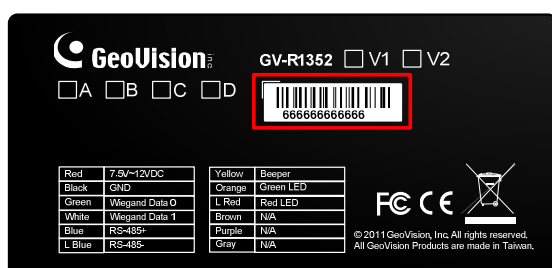 GeoVision inc
GV-R1352 V1 V2
A B C D
666666666666
Red 7.5V~12VDC
Black GND
Green Wiegand Data 0
White Wiegand Data 1
Blue RS-485+
L Blue RS-485-
Yellow Beeper
Orange Green LED
L Red Red LED
Brown N/A
Purple N/A
Gray N/A
FC CE
© 2011 GeoVision, Inc. All rights reserved.
All GeoVision Products are made in Taiwan.